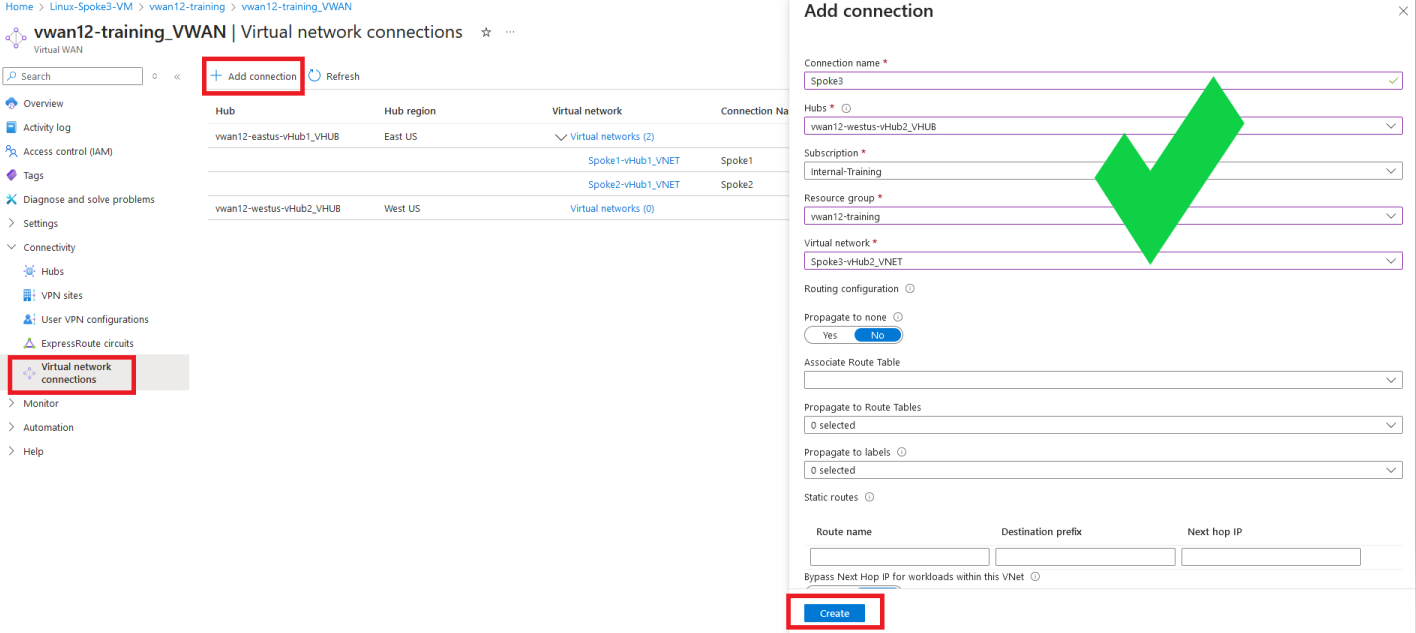 Home > Linux-Spoke3-VM > vwan12-training > vwan12-training_VWAN
vwan12-training_VWAN | Virtual network connections
Virtual WAN
Search
Overview
Activity log
Access control (IAM)
Tags
Diagnose and solve problems
Settings
Connectivity
Hubs
VPN sites
User VPN configurations
ExpressRoute circuits
Virtual network
connections
Monitor
Automation
Help
+ Add connection Refresh
Hub Hub region Virtual network Connection Na
vwan12-eastus-vHub1_VHUB East US Virtual networks (2)
Spoke1-vHub1_VNET Spoke1
Spoke2-vHub1_VNET Spoke2
vwan12-westus-vHub2_VHUB West US Virtual networks (0)
Add connection
Connection name *
Spoke3
Hubs *
vwan12-westus-vHub2_VHUB
Subscription *
Internal-Training
Resource group *
vwan12-training
Virtual network *
Spoke3-vHub2_VNET
Routing configuration
Propagate to none
Yes No
Associate Route Table
Propagate to Route Tables
0 selected
Propagate to labels
0 selected
Static routes
Route name Destination prefix Next hop IP
Bypass Next Hop IP for workloads within this VNet
Create